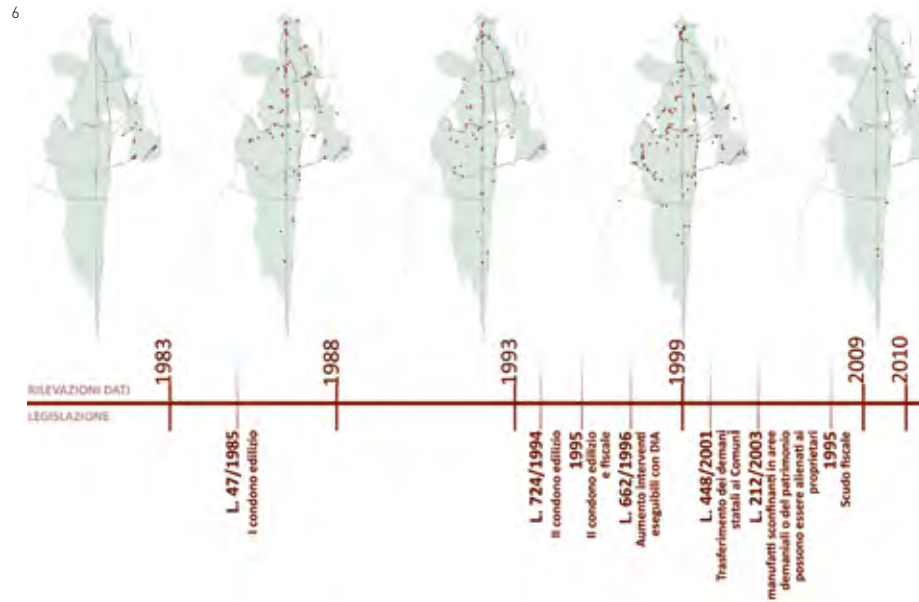 6
1983
1988
1993
1999
2009
2010
RILEVAZIONI DATI
LEGISLAZIONE
L. 47/1985
I condono edilizio
L. 724/1994
II condono edilizio
1995
II condono edilizio
e fiscale
L. 662/1996
Aumento interventi
eseguibili con DIA
L. 448/2001
Trasferimento dei demani
statali ai Comuni
L. 212/2003
manufatti sconfinanti in aree
demaniali o del patrimonio
possono essere alienati ai
proprietari
1995
Scudo fiscale